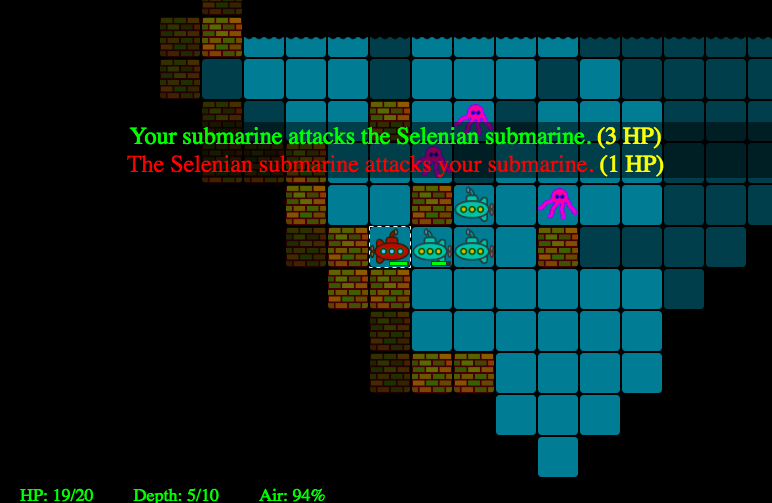 Your submarine attacks the Selenian submarine. (3 HP)
The Selenian submarine attacks your submarine. (1 HP)
HP: 19/20 Depth: 5/10 Air: 94%